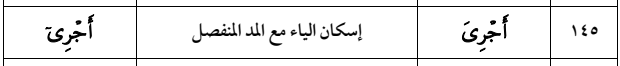 ١٤٥ أَجْرِىَ إسكان الياء مع المد المنفصل أَجْرِىٓ